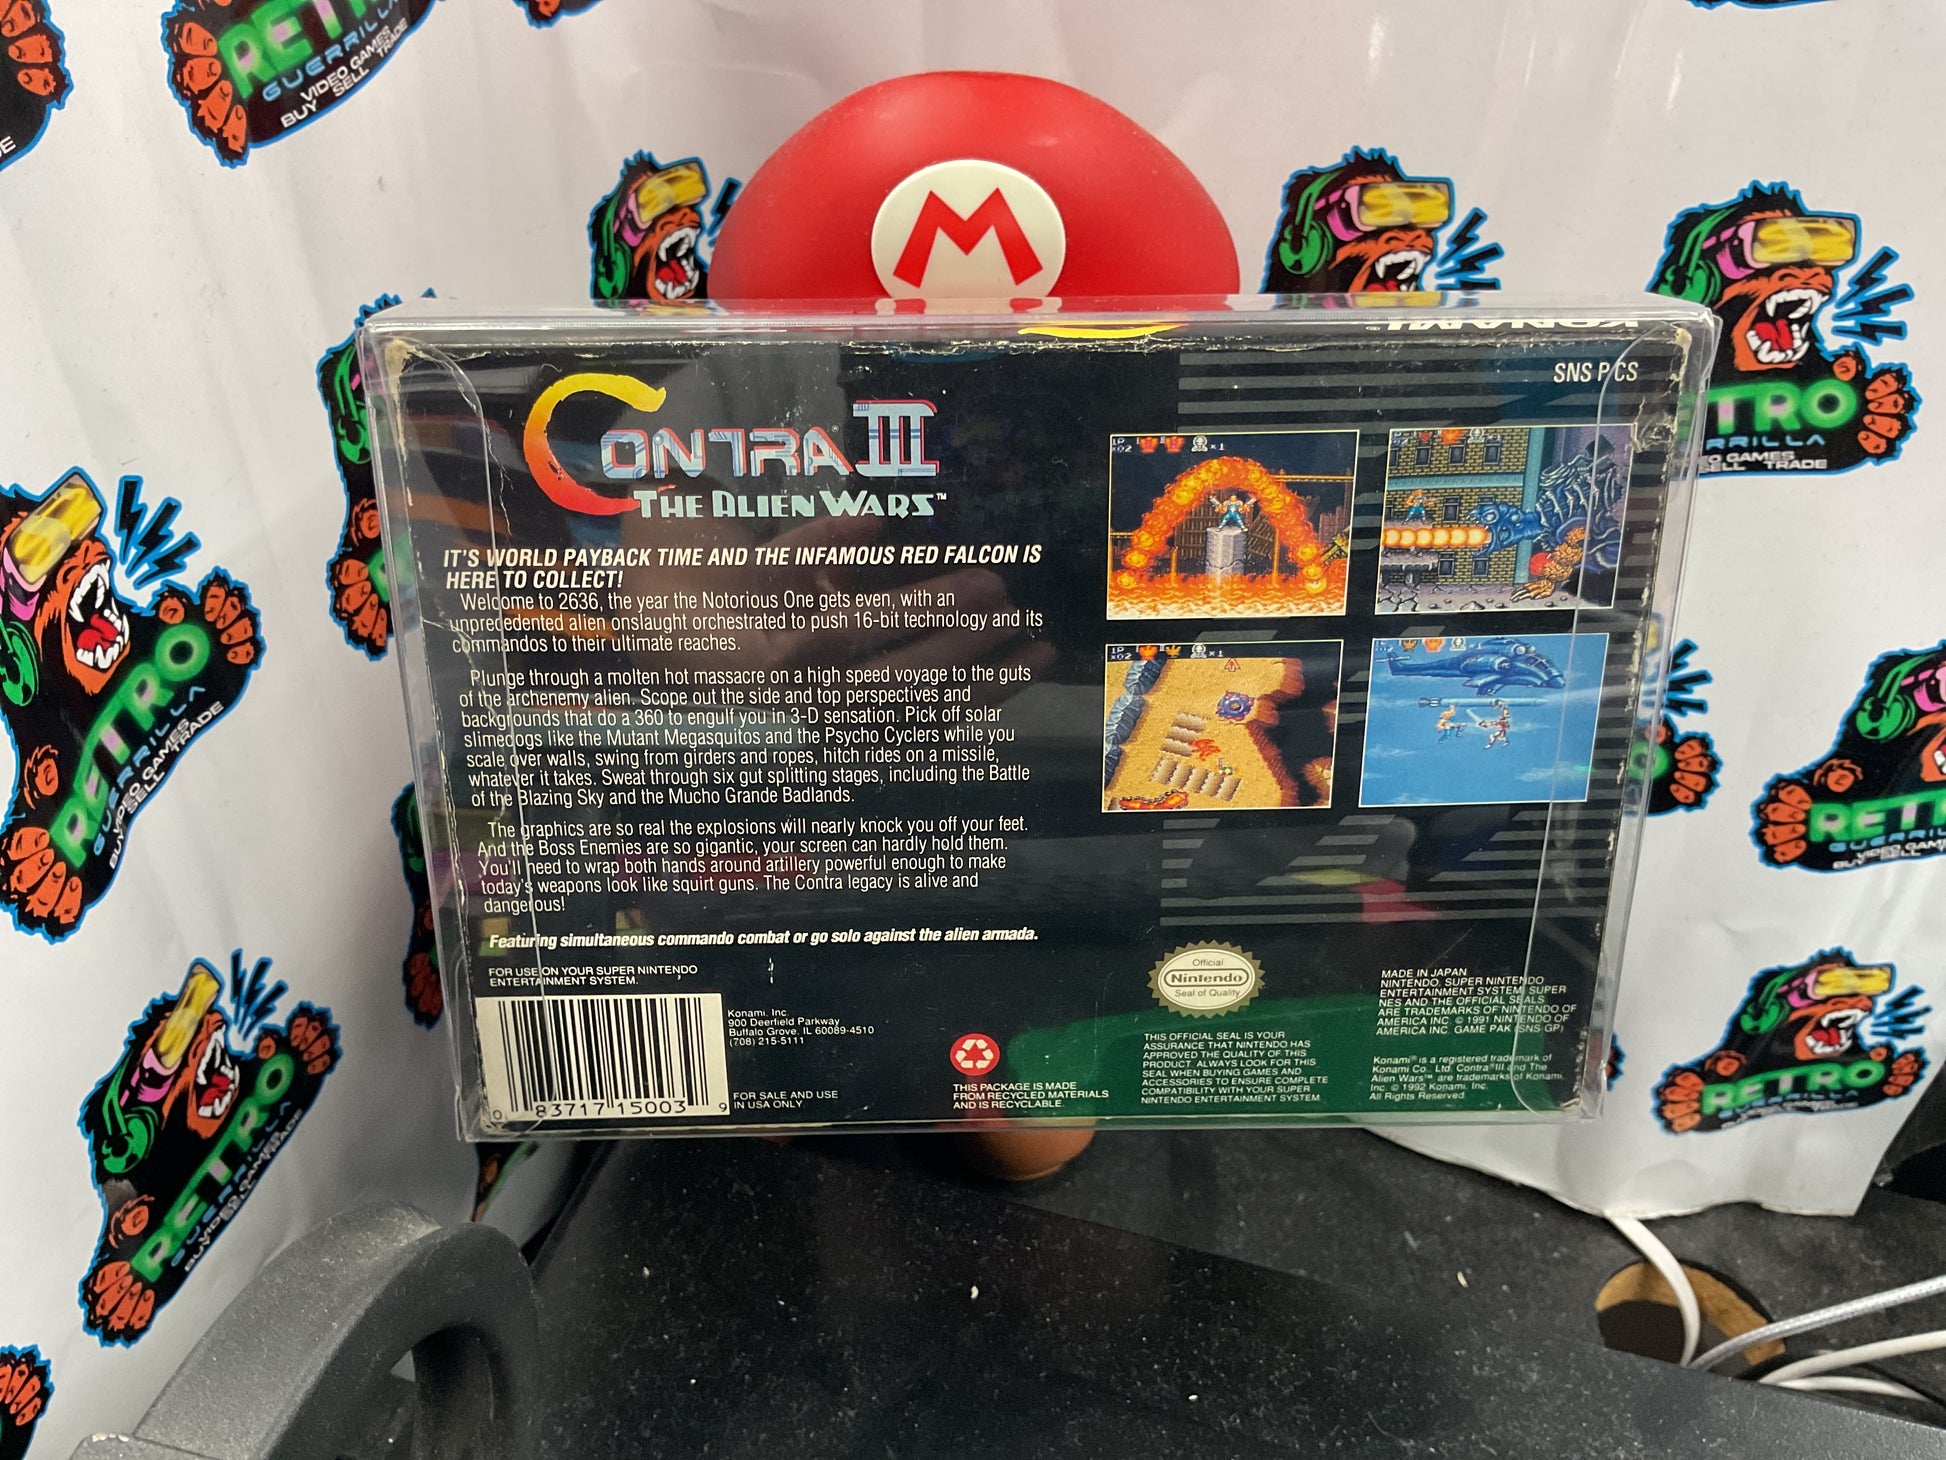 RETRO
GUERRILLA
VIDEO GAMES
BUY SELL TRADE
M
KONAMI®
SNS P CS
CONTRA III
THE ALIEN WARS™
IT'S WORLD PAYBACK TIME AND THE INFAMOUS RED FALCON IS
HERE TO COLLECT!
Welcome to 2636, the year the Notorious One gets even, with an
unprecedented alien onslaught orchestrated to push 16-bit technology and its
commandos to their ultimate reaches.
Plunge through a molten hot massacre on a high speed voyage to the guts
of the archenemy alien. Scope out the side and top perspectives and
backgrounds that do a 360 to engulf you in 3-D sensation. Pick off solar
slimedogs like the Mutant Megasquitos and the Psycho Cyclers while you
scale over walls, swing from girders and ropes, hitch rides on a missile,
whatever it takes. Sweat through six gut splitting stages, including the Battle
of the Blazing Sky and the Mucho Grande Badlands.
The graphics are so real the explosions will nearly knock you off your feet.
And the Boss Enemies are so gigantic, your screen can hardly hold them.
You'll need to wrap both hands around artillery powerful enough to make
today's weapons look like squirt guns. The Contra legacy is alive and
dangerous!
Featuring simultaneous commando combat or go solo against the alien armada.
FOR USE ON YOUR SUPER NINTENDO
ENTERTAINMENT SYSTEM.
Konami, Inc.
900 Deerfield Parkway
Buffalo Grove, IL 60089-4510
(708) 215-5111
FOR SALE AND USE
IN USA ONLY
0 83717 15003 9
THIS PACKAGE IS MADE
FROM RECYCLED MATERIALS
AND IS RECYCLABLE.
Official
Nintendo
Seal of Quality
THIS OFFICIAL SEAL IS YOUR
ASSURANCE THAT NINTENDO HAS
APPROVED THE QUALITY OF THIS
PRODUCT. ALWAYS LOOK FOR THIS
SEAL WHEN BUYING GAMES AND
ACCESSORIES TO ENSURE COMPLETE
COMPATIBILITY WITH YOUR SUPER
NINTENDO ENTERTAINMENT SYSTEM.
MADE IN JAPAN
NINTENDO, SUPER NINTENDO
ENTERTAINMENT SYSTEM, SUPER
NES AND THE OFFICIAL SEALS
ARE TRADEMARKS OF NINTENDO OF
AMERICA INC. © 1991 NINTENDO OF
AMERICA INC. GAME PAK (SNS-GP)
Konami® is a registered trademark of
Konami Co., Ltd. Contra® III and The
Alien Wars™ are trademarks of Konami,
Inc. © 1992 Konami, Inc.
All Rights Reserved.